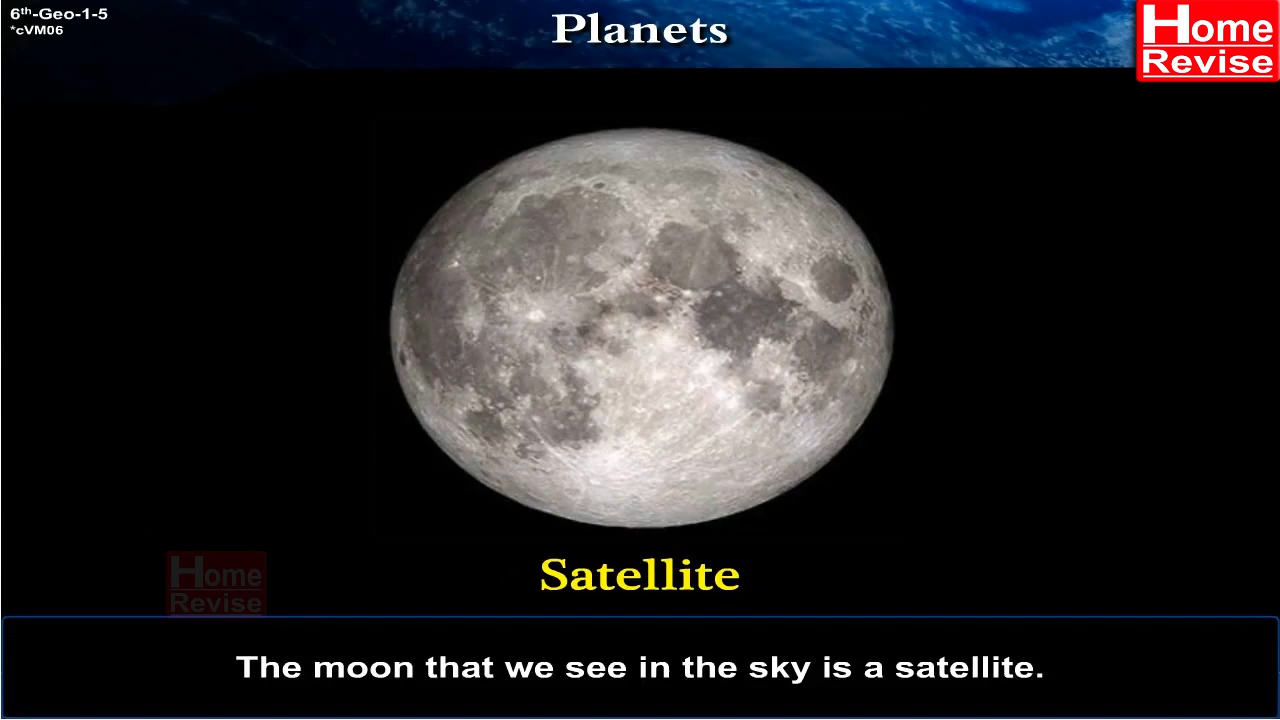 6th-Geo-1-5
*cVM06
Planets
Home
Revise
Satellite
Home
Revise
The moon that we see in the sky is a satellite.